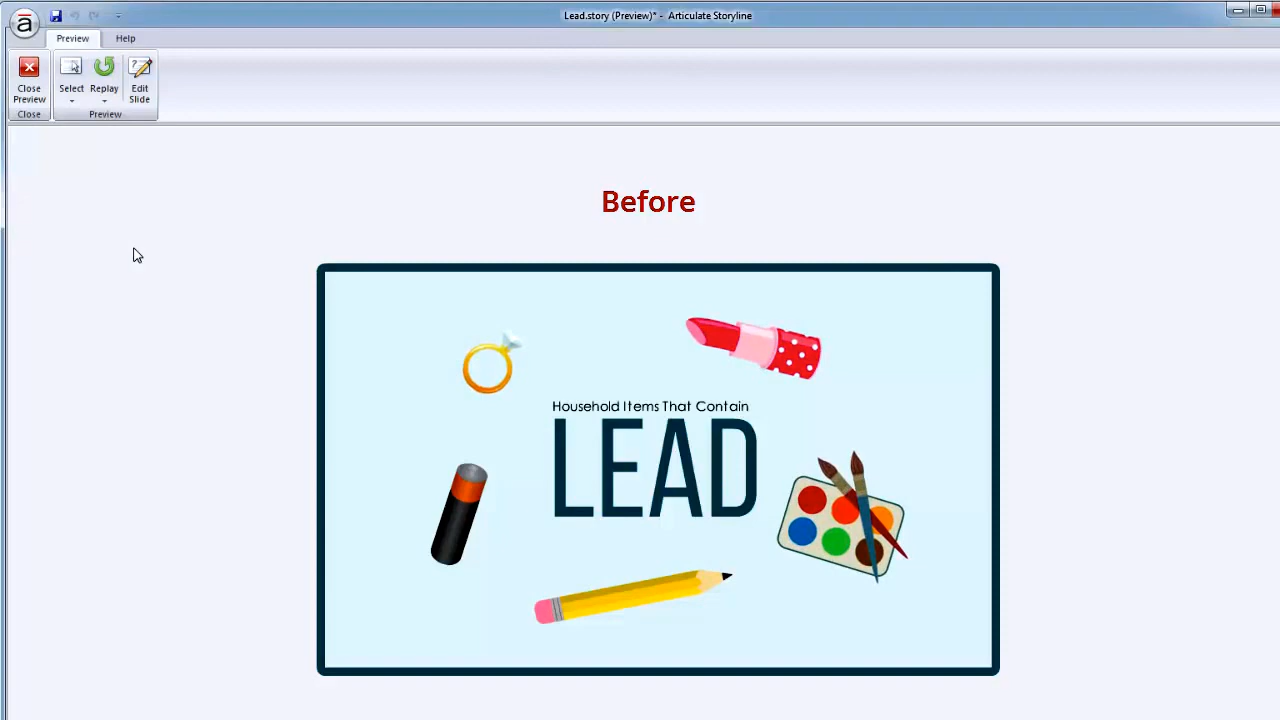 Lead.story (Preview)* - Articulate Storyline
Preview
Help
Close Preview
Select
Replay
Edit Slide
Close
Preview
Before
Household Items That Contain
LEAD